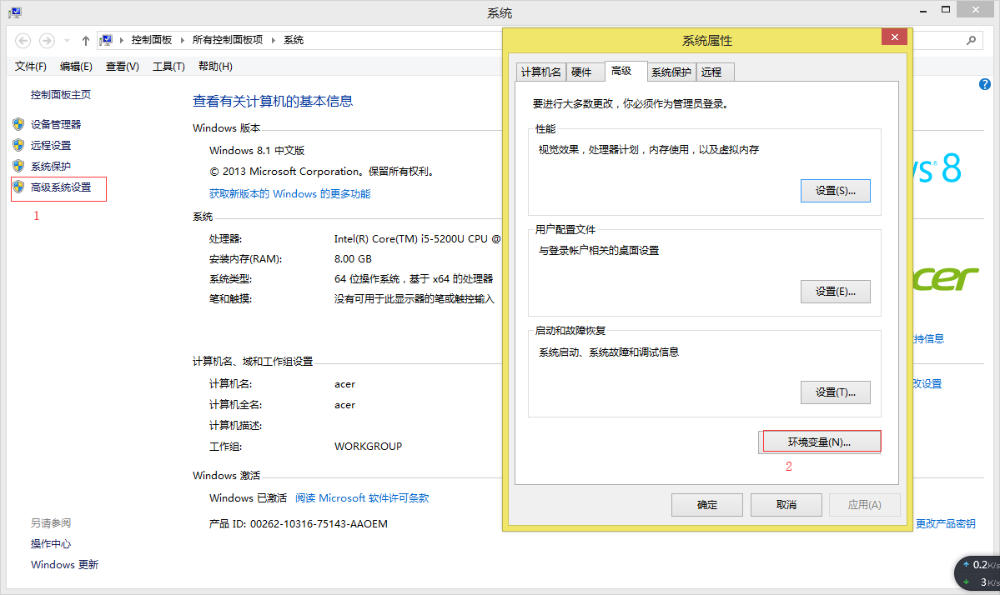 系统
控制面板 所有控制面板项 系统
文件(F) 编辑(E) 查看(V) 工具(T) 帮助(H)
控制面板主页
设备管理器
远程设置
系统保护
高级系统设置
1
查看有关计算机的基本信息
Windows 版本
Windows 8.1 中文版
© 2013 Microsoft Corporation。保留所有权利。
获取新版本的 Windows 的更多功能
系统
处理器: Intel(R) Core(TM) i5-5200U CPU @
安装内存(RAM): 8.00 GB
系统类型: 64 位操作系统，基于 x64 的处理器
笔和触摸: 没有可用于此显示器的笔或触控输入
计算机名、域和工作组设置
计算机名: acer
计算机全名: acer
计算机描述:
工作组: WORKGROUP
Windows 激活
Windows 已激活 阅读 Microsoft 软件许可条款
产品 ID: 00262-10316-75143-AAOEM
另请参阅
操作中心
Windows 更新
系统属性
计算机名 硬件 高级 系统保护 远程
要进行大多数更改，你必须作为管理员登录。
性能
视觉效果，处理器计划，内存使用，以及虚拟内存
设置(S)...
用户配置文件
与登录帐户相关的桌面设置
设置(E)...
启动和故障恢复
系统启动、系统故障和调试信息
设置(T)...
环境变量(N)...
2
确定 取消 应用(A)
ws 8
cer
持信息
改设置
更改产品密钥
0.2K/s
3K/s